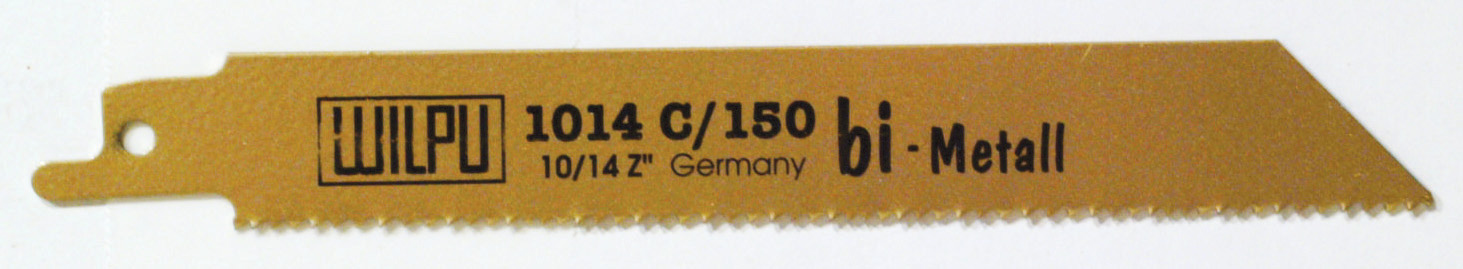 WILPU 1014 C/150 bi - Metall
10/14 Z" Germany